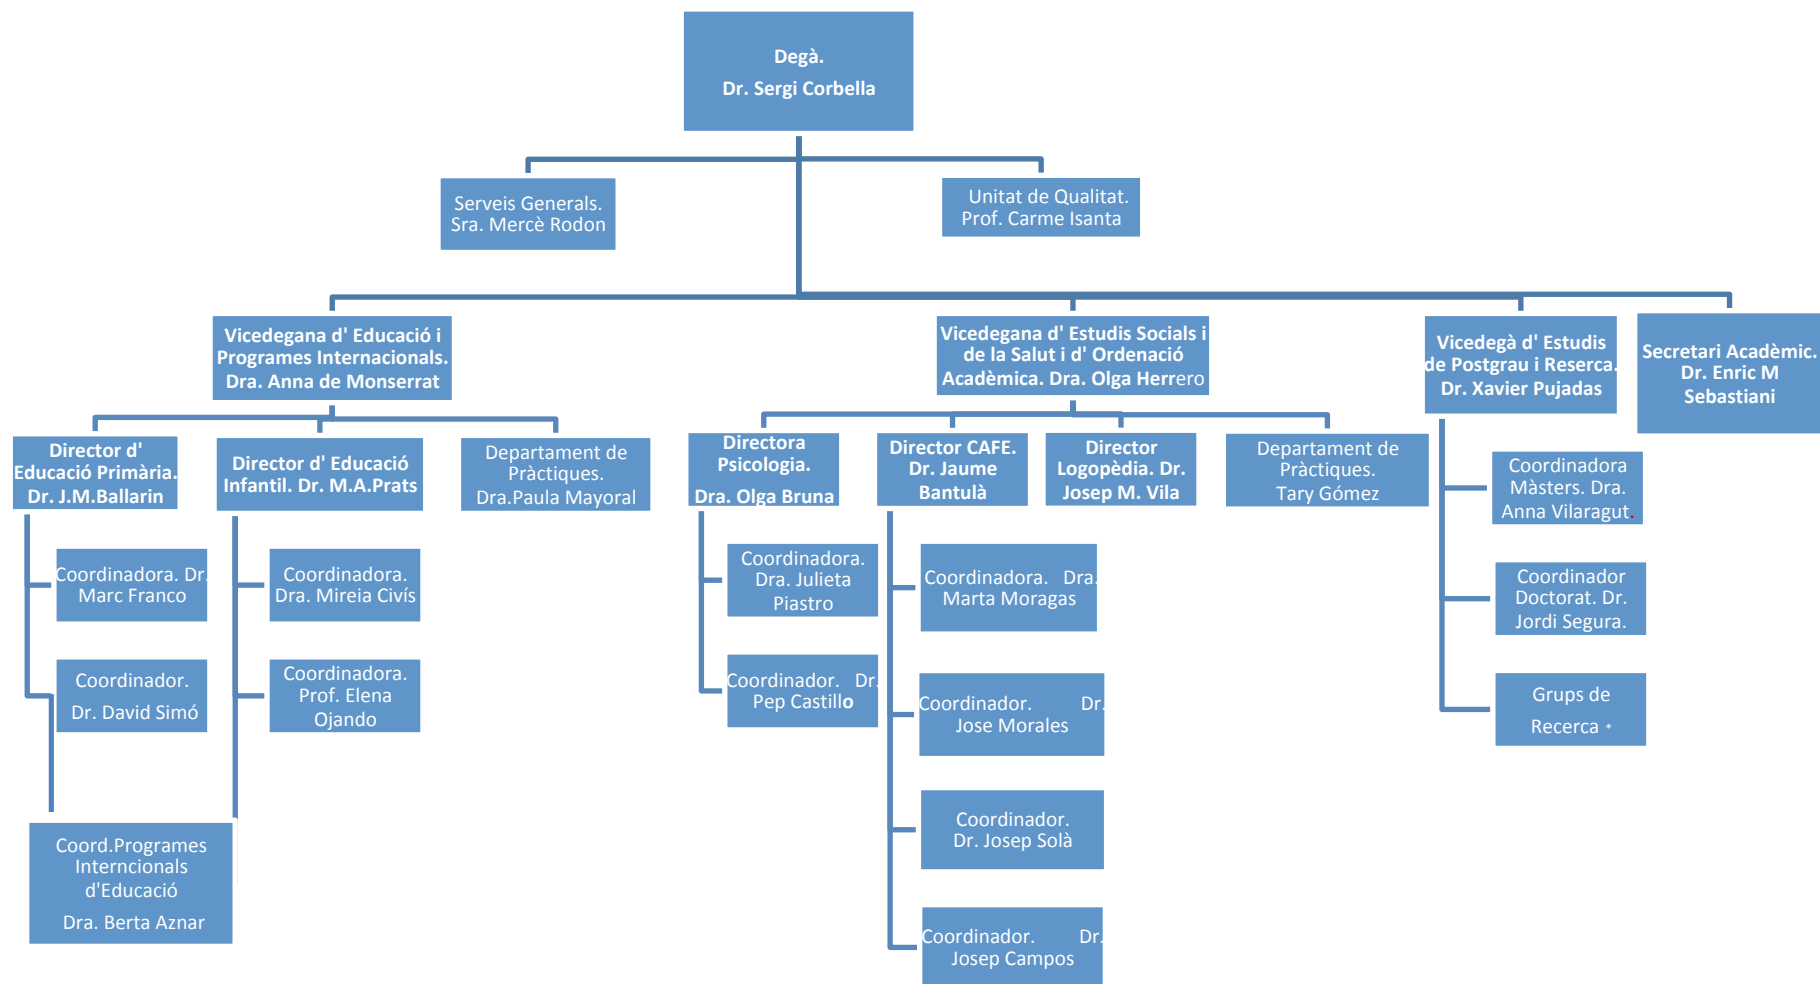 Degà.
Dr. Sergi Corbella
Serveis Generals.
Sra. Mercè Rodon
Unitat de Qualitat.
Prof. Carme Isanta
Vicedegana d' Educació i
Programes Internacionals.
Dra. Anna de Monserrat
Vicedegana d' Estudis Socials i
de la Salut i d' Ordenació
Acadèmica. Dra. Olga Herrero
Vicedegà d' Estudis
de Postgrau i Reserca.
Dr. Xavier Pujadas
Secretari Acadèmic.
Dr. Enric M
Sebastiani
Director d'
Educació Primària.
Dr. J.M.Ballarin
Director d' Educació
Infantil. Dr. M.A.Prats
Departament de
Pràctiques.
Dra.Paula Mayoral
Directora
Psicologia.
Dra. Olga Bruna
Director CAFE.
Dr. Jaume
Bantulà
Director
Logopèdia. Dr.
Josep M. Vila
Departament de
Pràctiques.
Tary Gómez
Coordinadora
Màsters. Dra.
Anna Vilaragut.
Coordinadora. Dr.
Marc Franco
Coordinadora.
Dra. Mireia Civís
Coordinadora.
Dra. Julieta
Piastro
Coordinadora. Dra.
Marta Moragas
Coordinador
Doctorat. Dr.
Jordi Segura.
Coordinador.
Dr. David Simó
Coordinadora.
Prof. Elena
Ojando
Coordinador. Dr.
Pep Castillo
Coordinador. Dr.
Jose Morales
Grups de
Recerca *
Coord.Programes
Interncionals
d'Educació
Dra. Berta Aznar
Coordinador.
Dr. Josep Solà
Coordinador. Dr.
Josep Campos